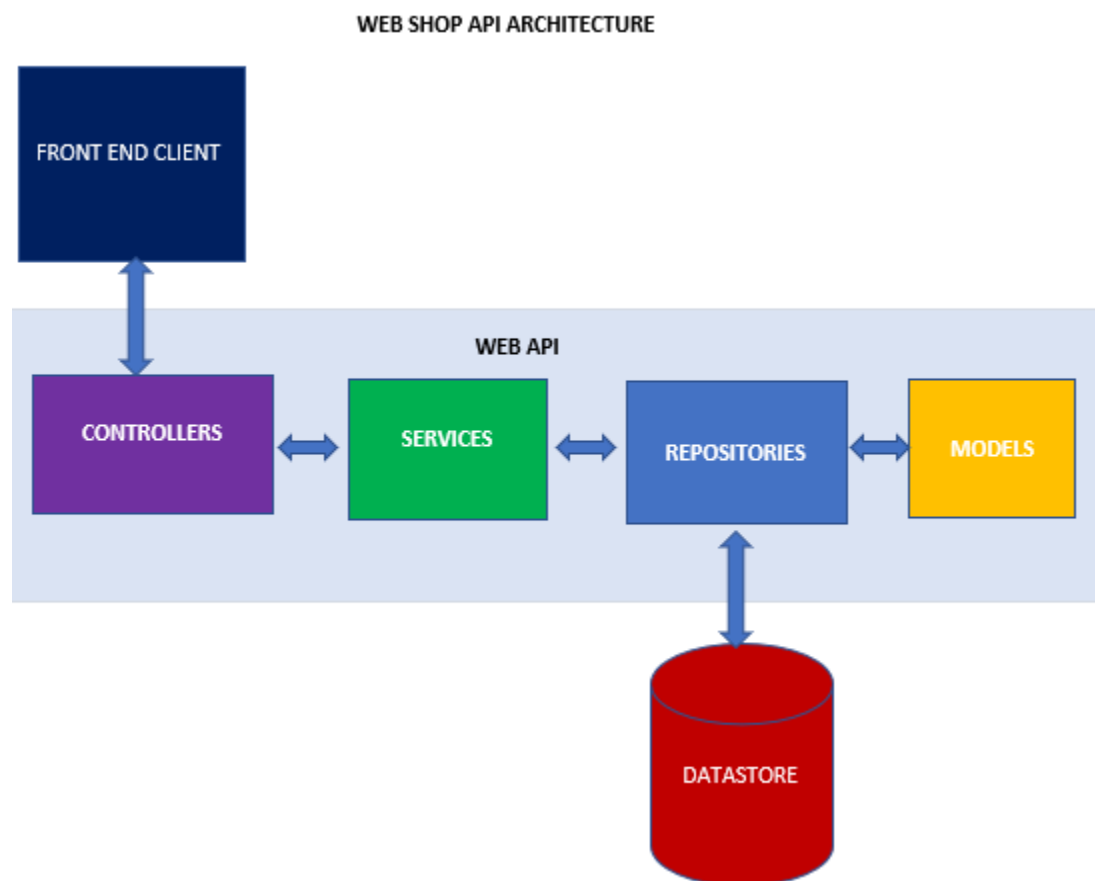 WEB SHOP API ARCHITECTURE
FRONT END CLIENT
WEB API
CONTROLLERS
SERVICES
REPOSITORIES
MODELS
DATASTORE